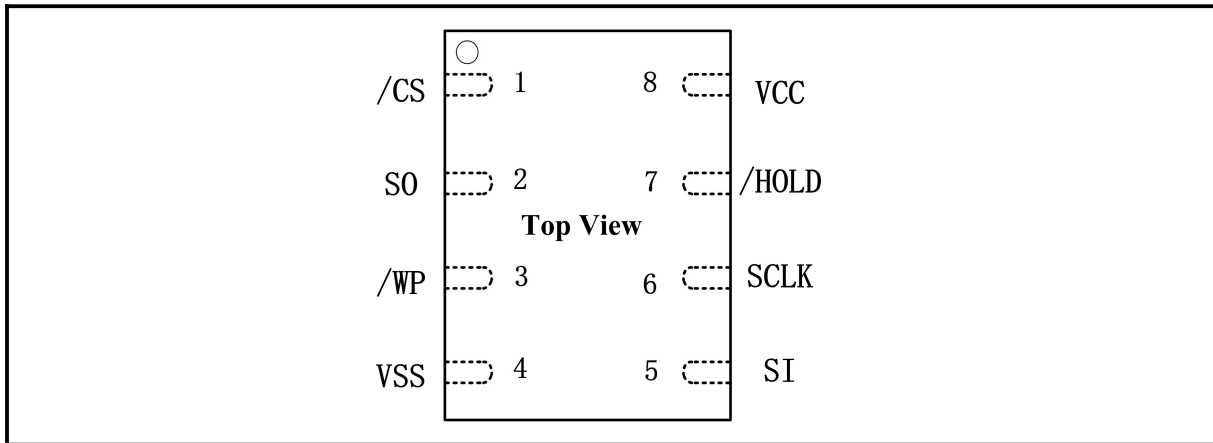 /CS 1 8 VCC
SO 2 7 /HOLD
Top View
/WP 3 6 SCLK
VSS 4 5 SI